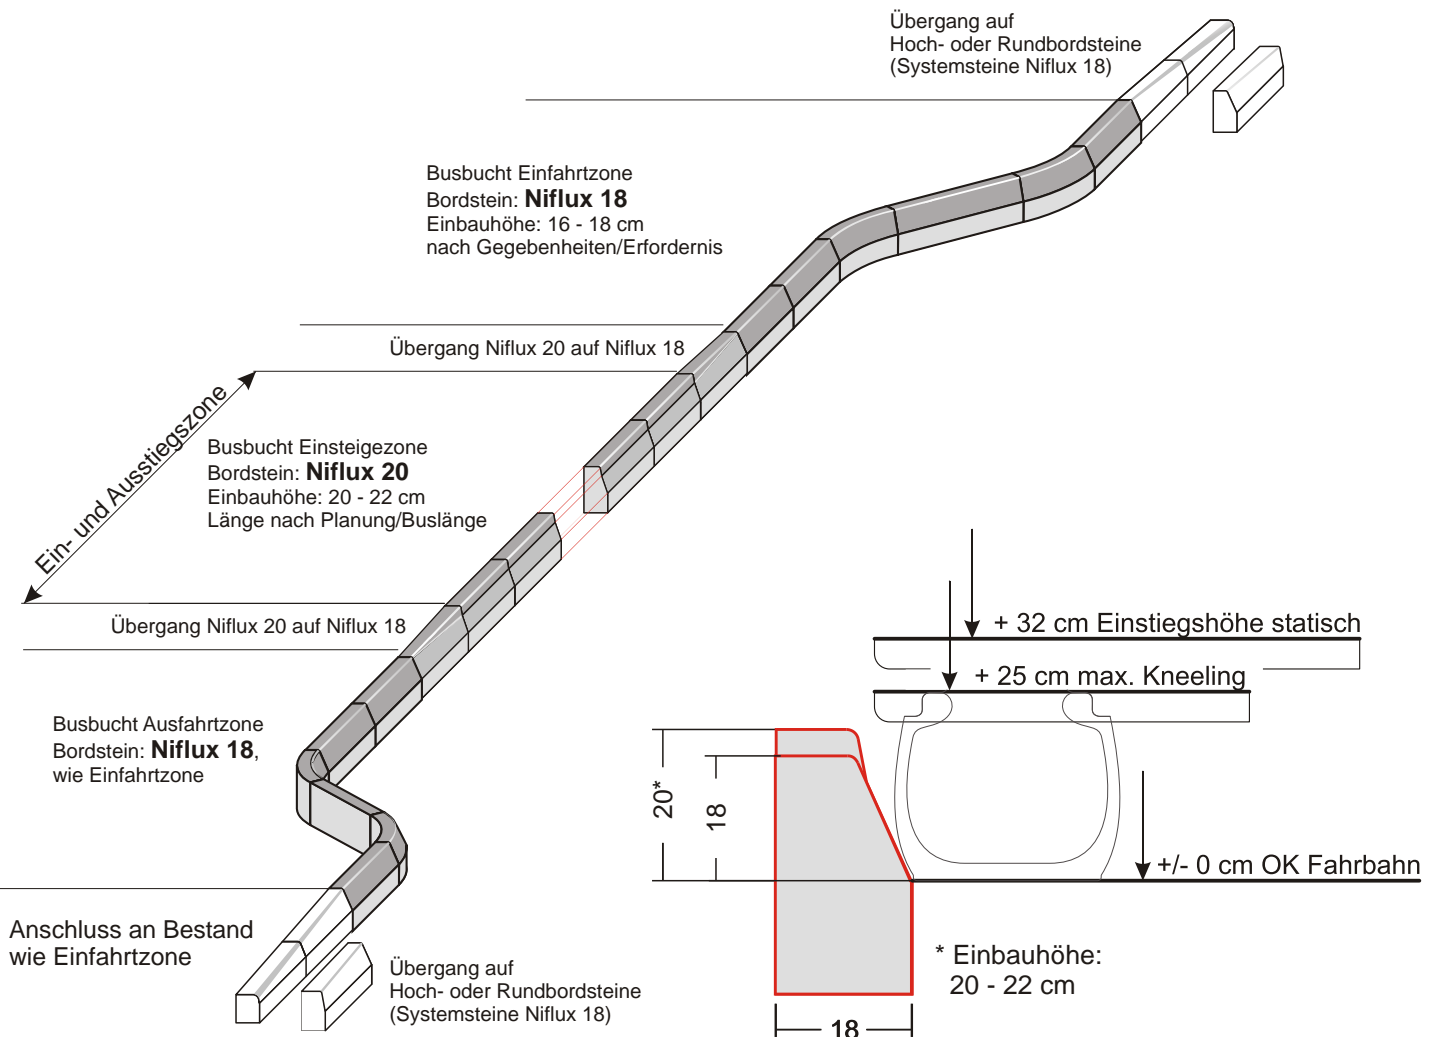 Übergang auf
Hoch- oder Rundbordsteine
(Systemsteine Niflux 18)
Busbucht Einfahrtzone
Bordstein: Niflux 18
Einbauhöhe: 16 - 18 cm
nach Gegebenheiten/Erfordernis
Übergang Niflux 20 auf Niflux 18
Ein- und Ausstiegszone
Busbucht Einsteigezone
Bordstein: Niflux 20
Einbauhöhe: 20 - 22 cm
Länge nach Planung/Buslänge
Übergang Niflux 20 auf Niflux 18
Busbucht Ausfahrtzone
Bordstein: Niflux 18,
wie Einfahrtzone
Anschluss an Bestand
wie Einfahrtzone
Übergang auf
Hoch- oder Rundbordsteine
(Systemsteine Niflux 18)
+ 32 cm Einstiegshöhe statisch
+ 25 cm max. Kneeling
20*
18
+/- 0 cm OK Fahrbahn
* Einbauhöhe:
20 - 22 cm
18